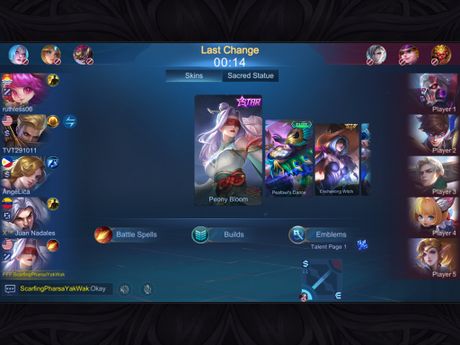 Last Change
00:14
Skins
Sacred Statue
ruthless06
Player 1
STAR
TVT291011
Player 2
AngeLica
Player 3
Peony Bloom
Peafowl's Dance
Enchanting Witch
Juan Nadales
Player 4
Battle Spells
Builds
Emblems
Talent Page 1
FFF.ScarfingPharsaYakWak
Player 5
ScarfingPharsaYakWak:Okay